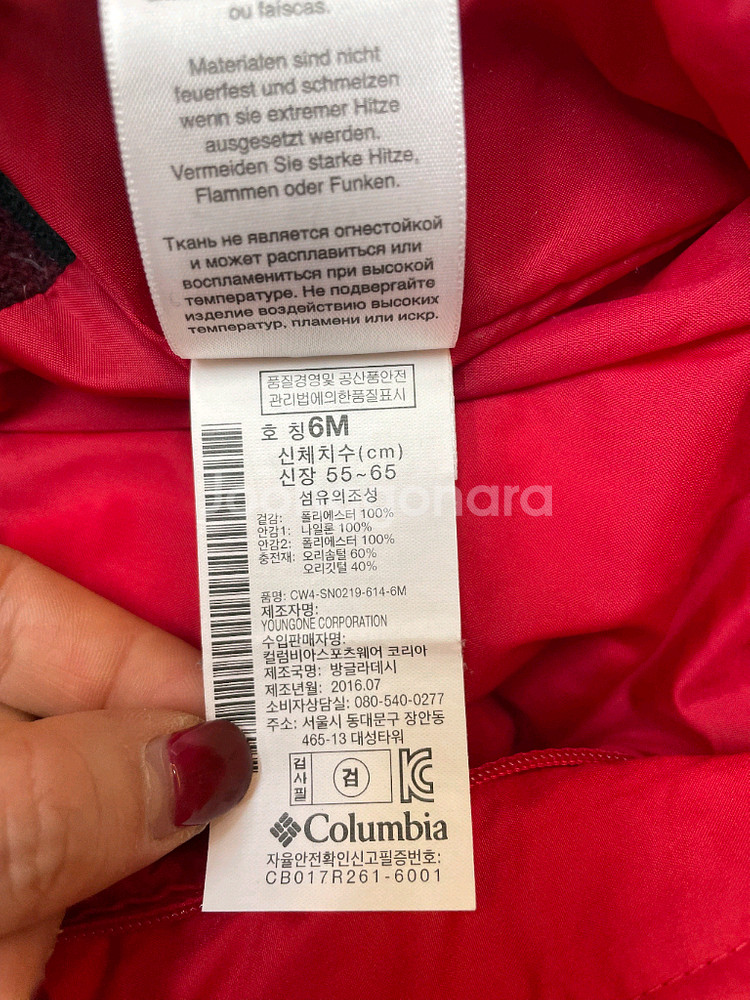 ou faiscas.
Materialen sind nicht
feuerfest und schmelzen
wenn sie extremer Hitze
ausgesetzt werden.
Vermeiden Sie starke Hitze,
Flammen oder Funken.
Ткань не является огнестойкой
и может расплавиться или
воспламениться при высокой
температуре. Не подвергайте
изделие воздействию высоких
температур, пламени или искр.
품질경영및 공산품안전
관리법에의한품질표시
호 칭 6M
신체치수(cm)
신장 55~65
섬유의조성
겉감: 폴리에스터 100%
안감1: 나일론 100%
안감2: 폴리에스터 100%
충전재: 오리솜털 60%
오리깃털 40%
품명: CW4-SN0219-614-6M
제조자명:
YOUNGONE CORPORATION
수입판매자명:
컬럼비아스포츠웨어 코리아
제조국명: 방글라데시
제조년월: 2016.07
소비자상담실: 080-540-0277
주소: 서울시 동대문구 장안동
465-13 대성타워
검사필 검
Columbia
자율안전확인신고필증번호:
CB017R261-6001